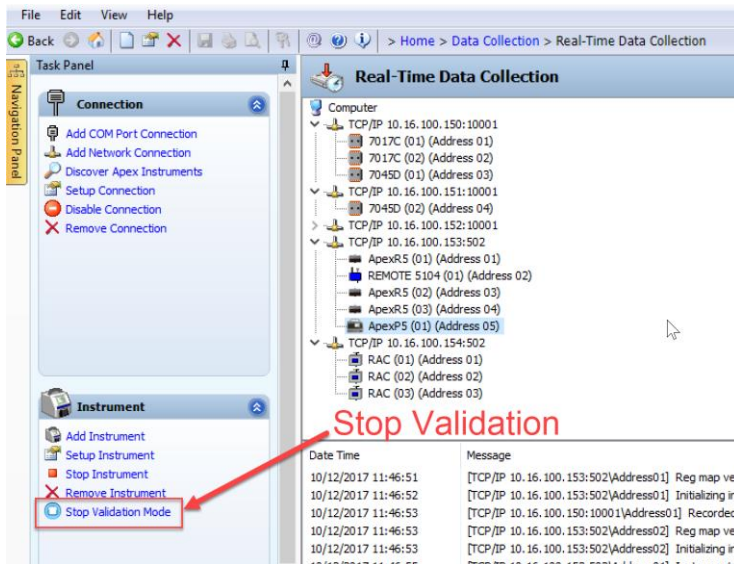 File Edit View Help
Back > Home > Data Collection > Real-Time Data Collection
Navigation Panel
Task Panel
Connection
Add COM Port Connection
Add Network Connection
Discover Apex Instruments
Setup Connection
Disable Connection
Remove Connection
Instrument
Add Instrument
Setup Instrument
Stop Instrument
Remove Instrument
Stop Validation Mode
Real-Time Data Collection
Computer
TCP/IP 10.16.100.150:10001
7017C (01) (Address 01)
7017C (02) (Address 02)
7045D (01) (Address 03)
TCP/IP 10.16.100.151:10001
7045D (02) (Address 04)
TCP/IP 10.16.100.152:10001
TCP/IP 10.16.100.153:502
ApexR5 (01) (Address 01)
REMOTE 5104 (01) (Address 02)
ApexR5 (02) (Address 03)
ApexR5 (03) (Address 04)
ApexP5 (01) (Address 05)
TCP/IP 10.16.100.154:502
RAC (01) (Address 01)
RAC (02) (Address 02)
RAC (03) (Address 03)
Stop Validation
Date Time Message
10/12/2017 11:46:51 [TCP/IP 10.16.100.153:502\Address01] Reg map ve
10/12/2017 11:46:52 [TCP/IP 10.16.100.153:502\Address01] Initializing in
10/12/2017 11:46:53 [TCP/IP 10.16.100.150:10001\Address01] Recorded
10/12/2017 11:46:53 [TCP/IP 10.16.100.153:502\Address02] Reg map ve
10/12/2017 11:46:53 [TCP/IP 10.16.100.153:502\Address02] Initializing in